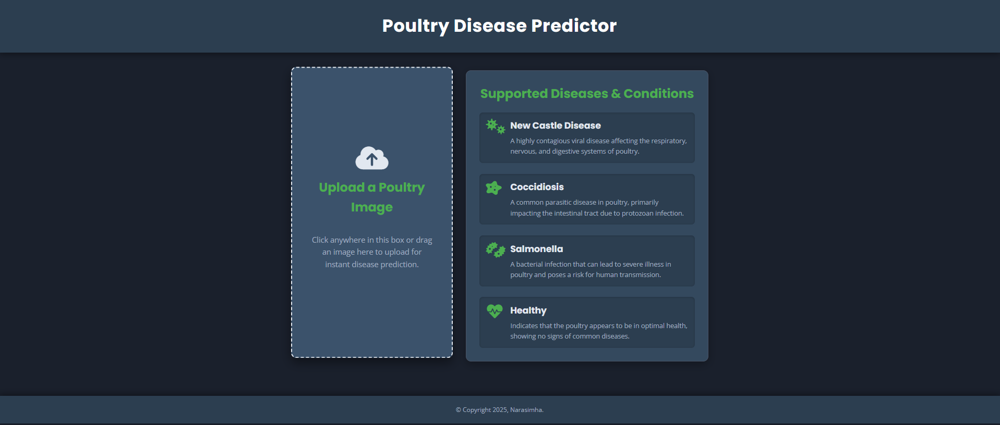 Poultry Disease Predictor
Upload a Poultry
Image
Click anywhere in this box or drag
an image here to upload for
instant disease prediction.
Supported Diseases & Conditions
New Castle Disease
A highly contagious viral disease affecting the respiratory,
nervous, and digestive systems of poultry.
Coccidiosis
A common parasitic disease in poultry, primarily
impacting the intestinal tract due to protozoan infection.
Salmonella
A bacterial infection that can lead to severe illness in
poultry and poses a risk for human transmission.
Healthy
Indicates that the poultry appears to be in optimal health,
showing no signs of common diseases.
© Copyright 2025, Narasimha.